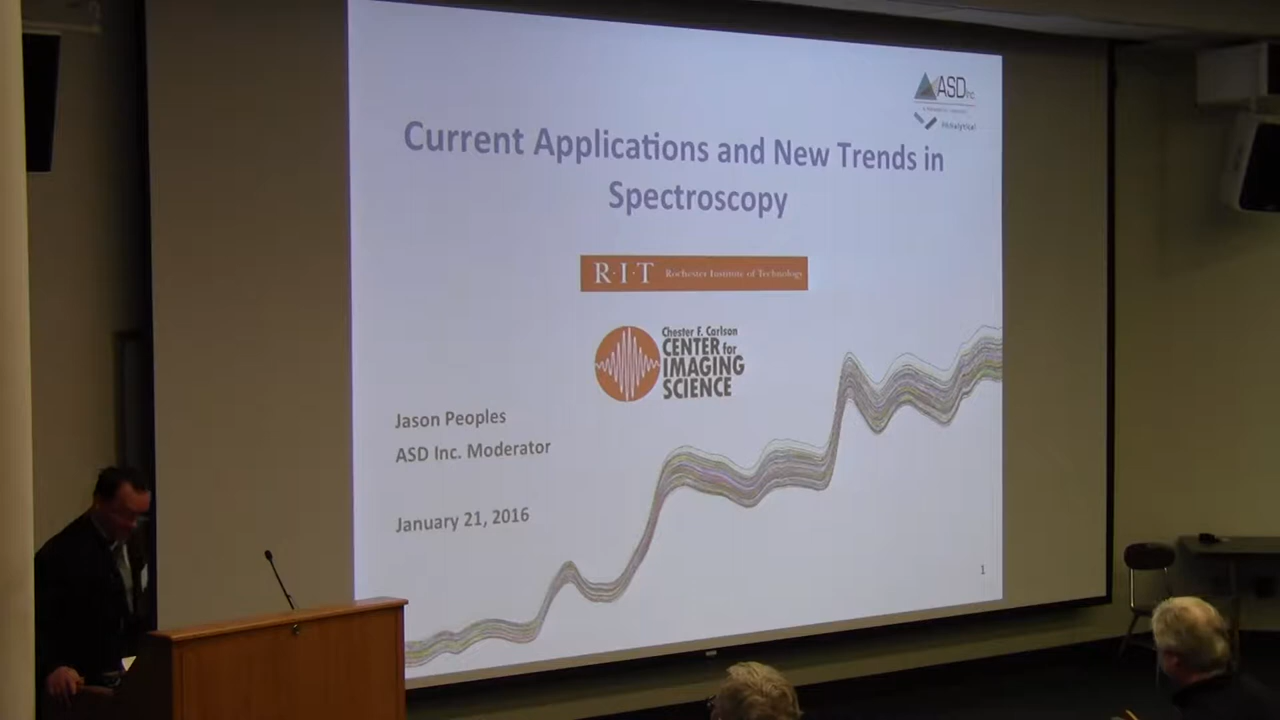 ASD Inc
PANalytical
Current Applications and New Trends in
Spectroscopy
R·I·T Rochester Institute of Technology
Chester F. Carlson
CENTER for
IMAGING
SCIENCE
Jason Peoples
ASD Inc. Moderator
January 21, 2016
1